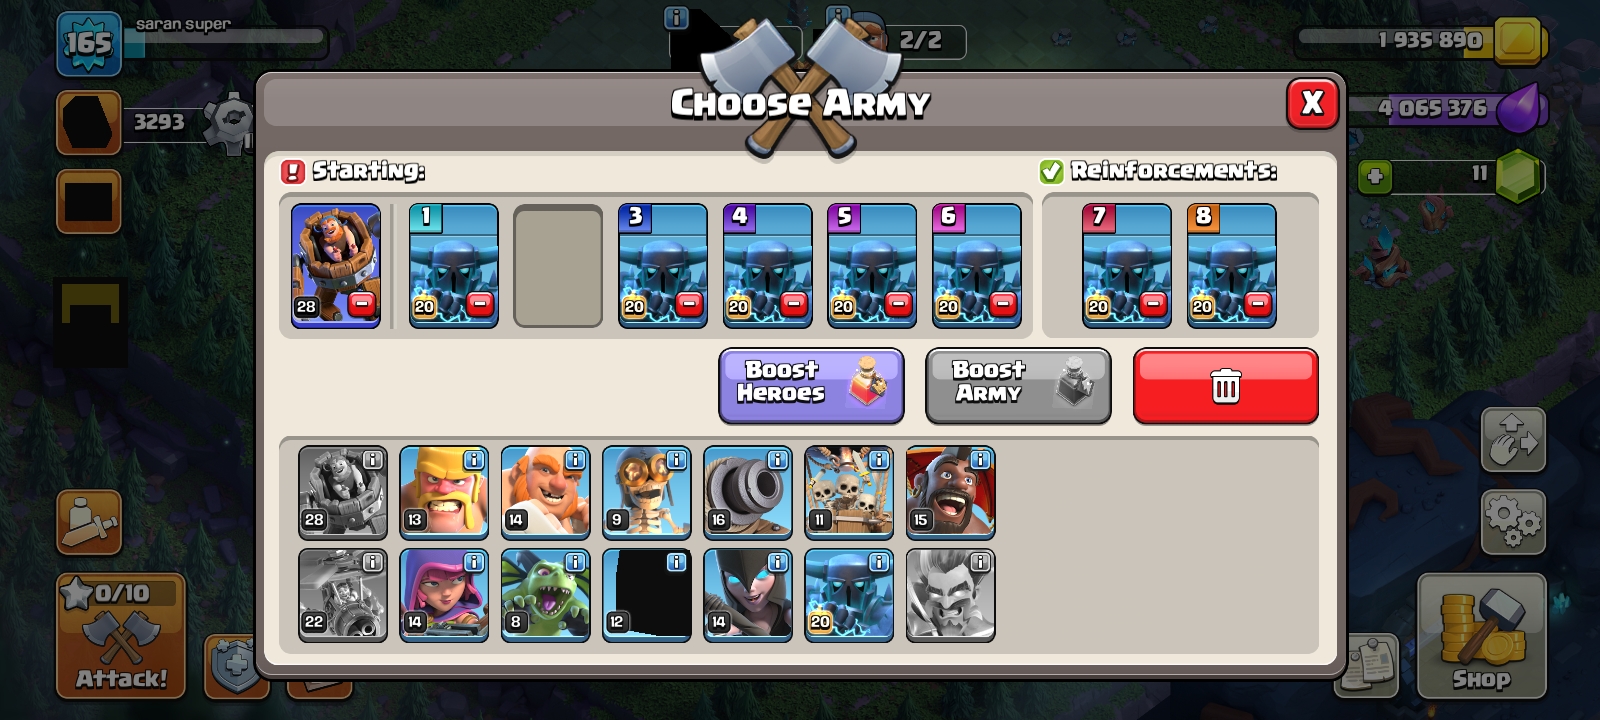 165
saran super
2/2
1 935 890
Choose Army
X
3293
4 065 376
11
Starting:
Reinforcements:
28
1
20
3
20
4
20
5
20
6
20
7
20
8
20
Boost
Heroes
Boost
Army
28
13
14
9
16
11
15
22
14
8
12
14
20
0/10
Attack!
Shop